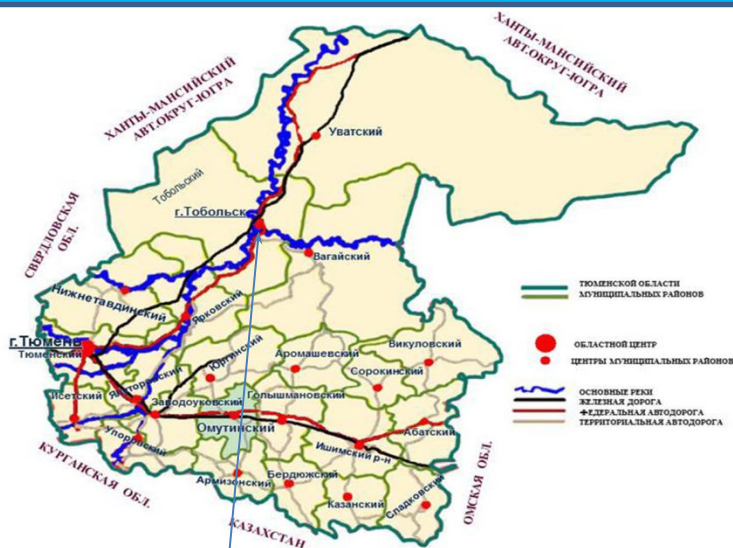 ХАНТЫ-МАНСИЙСКИЙ
АВТ.ОКРУГ-ЮГРА
ХАНТЫ-МАНСИЙСКИЙ
АВТ.ОКРУГ-ЮГРА
Уватский
Тобольский
г.Тобольск
СВЕРДЛОВСКАЯ
ОБЛ.
Вагайский
Нижнетавдинский
Ярковский
г.Тюмень
Тюменский
Юргинский
Аромашевский
Викуловский
Сорокинский
Исетский
Ялуторовский
Заводоуковский
Голышмановский
Омутинский
Упоровский
Абатский
Ишимский р-н
Армизонский
Бердюжский
Казанский
Сладковский
КУРГАНСКАЯ ОБЛ.
КАЗАХСТАН
ОМСКАЯ ОБЛ.
ТЮМЕНСКОЙ ОБЛАСТИ
МУНИЦИПАЛЬНЫХ РАЙОНОВ
ОБЛАСТНОЙ ЦЕНТР
ЦЕНТРЫ МУНИЦИПАЛЬНЫХ РАЙОНОВ
ОСНОВНЫЕ РЕКИ
ЖЕЛЕЗНАЯ ДОРОГА
ФЕДЕРАЛЬНАЯ АВТОДОРОГА
ТЕРРИТОРИАЛЬНАЯ АВТОДОРОГА